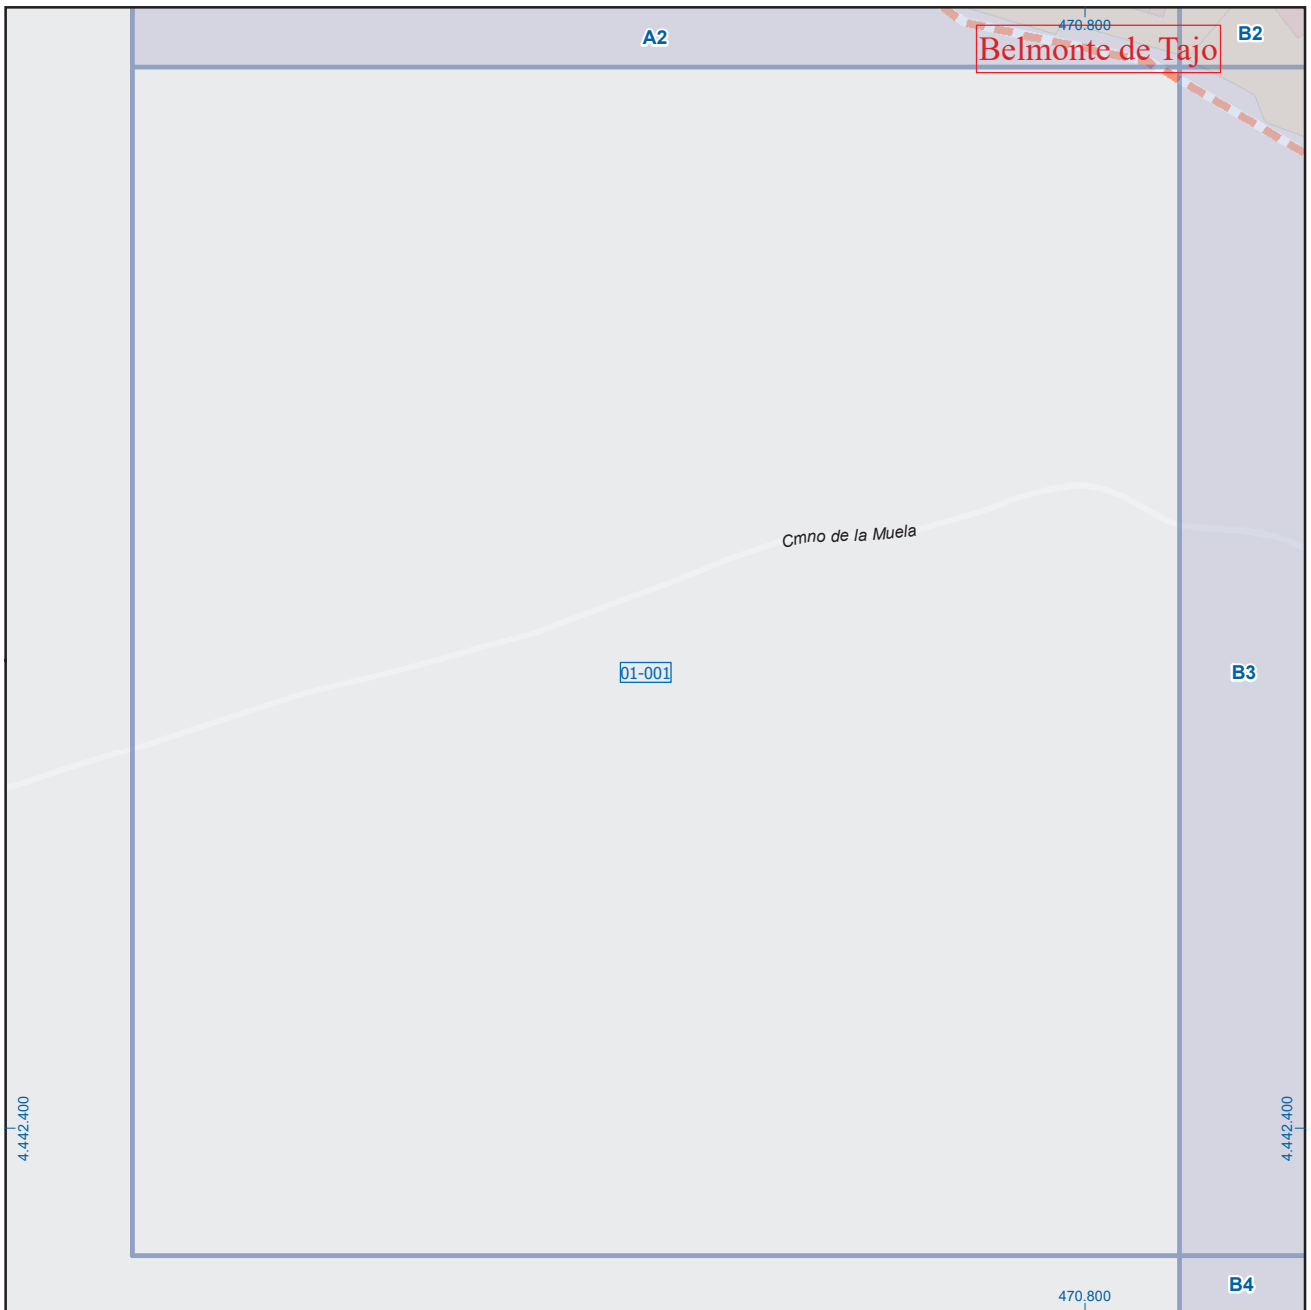 470.800
A2
B2
Belmonte de Tajo
Cmno de la Muela
01-001
B3
4.442.400
4.442.400
B4
470.800